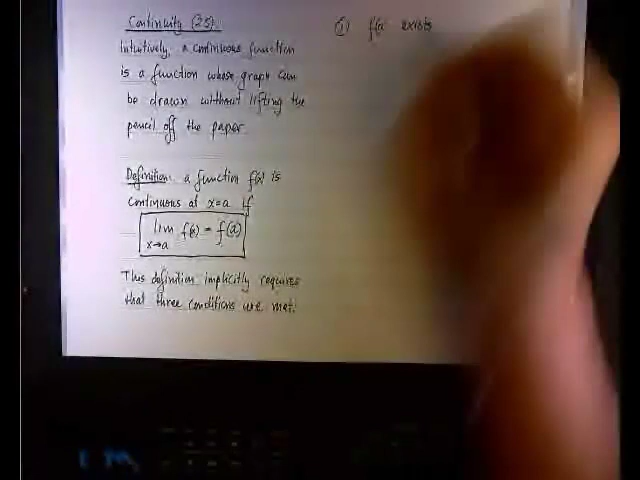 Continuity (2.5).
Intuitively, a continuous function
is a function whose graph can
be drawn without lifting the
pencil off the paper
Definition: a function f(x) is
continuous at x=a if
lim f(x) = f(a)
x→a
This definition implicitly requires
that three conditions are met.
① f(a exists